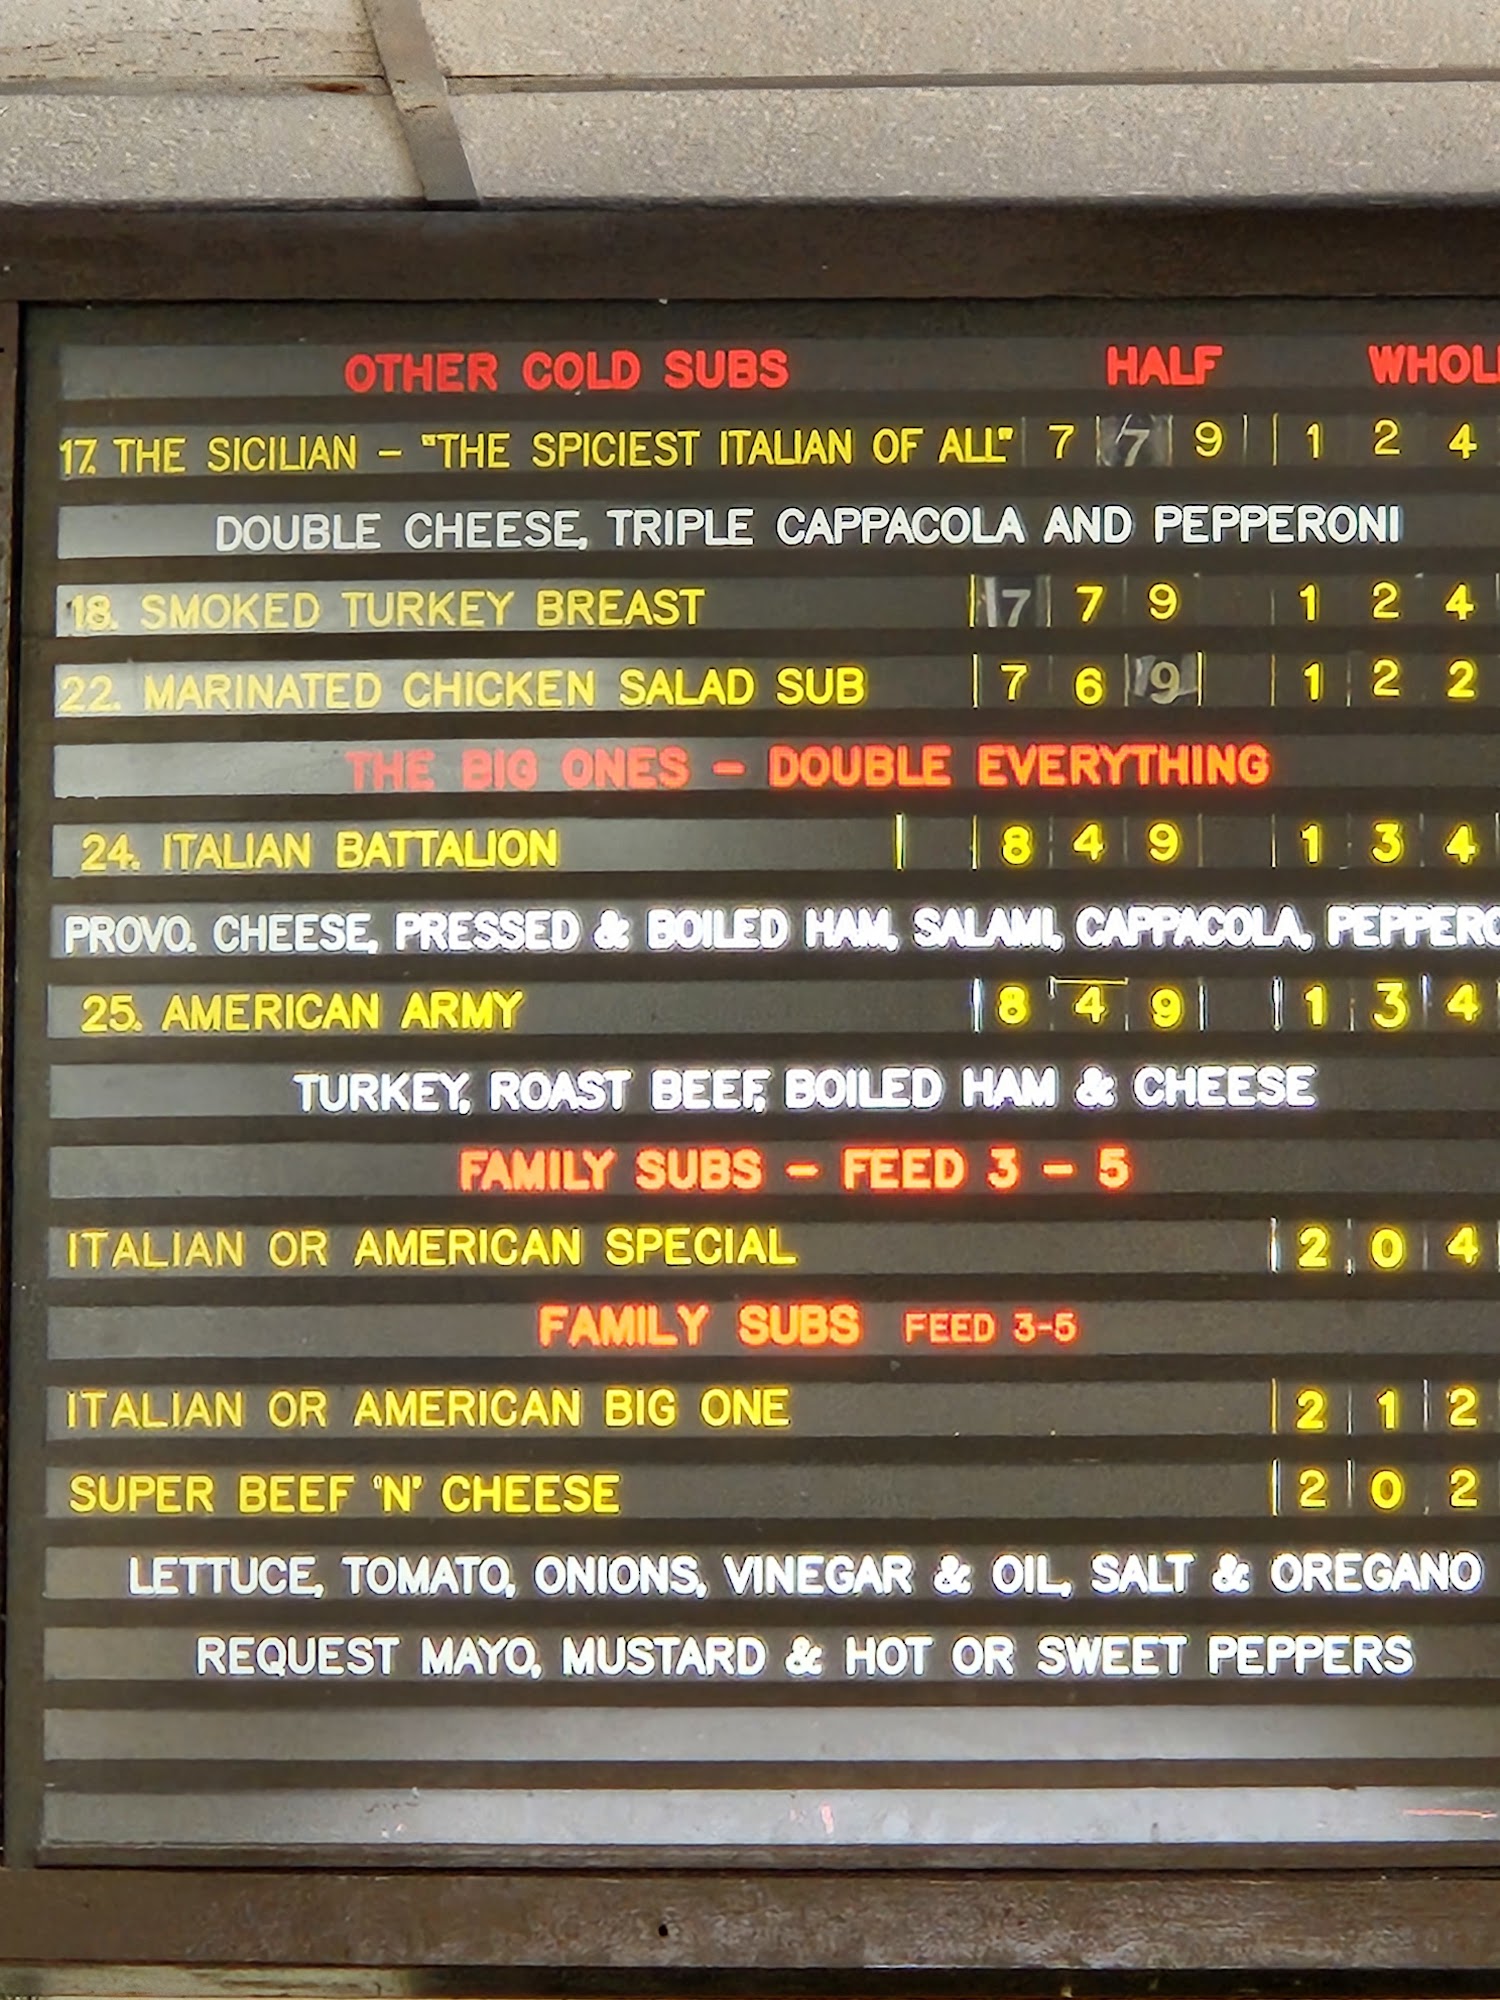 OTHER COLD SUBS HALF WHOL
17. THE SICILIAN - "THE SPICIEST ITALIAN OF ALL" 7 7 9 1 2 4
DOUBLE CHEESE, TRIPLE CAPPACOLA AND PEPPERONI
18. SMOKED TURKEY BREAST 7 7 9 1 2 4
22. MARINATED CHICKEN SALAD SUB 7 6 9 1 2 2
THE BIG ONES - DOUBLE EVERYTHING
24. ITALIAN BATTALION 8 4 9 1 3 4
PROVO. CHEESE, PRESSED & BOILED HAM, SALAMI, CAPPACOLA, PEPPERO
25. AMERICAN ARMY 8 4 9 1 3 4
TURKEY, ROAST BEEF, BOILED HAM & CHEESE
FAMILY SUBS - FEED 3 - 5
ITALIAN OR AMERICAN SPECIAL 2 0 4
FAMILY SUBS FEED 3-5
ITALIAN OR AMERICAN BIG ONE 2 1 2
SUPER BEEF 'N' CHEESE 2 0 2
LETTUCE, TOMATO, ONIONS, VINEGAR & OIL, SALT & OREGANO
REQUEST MAYO, MUSTARD & HOT OR SWEET PEPPERS